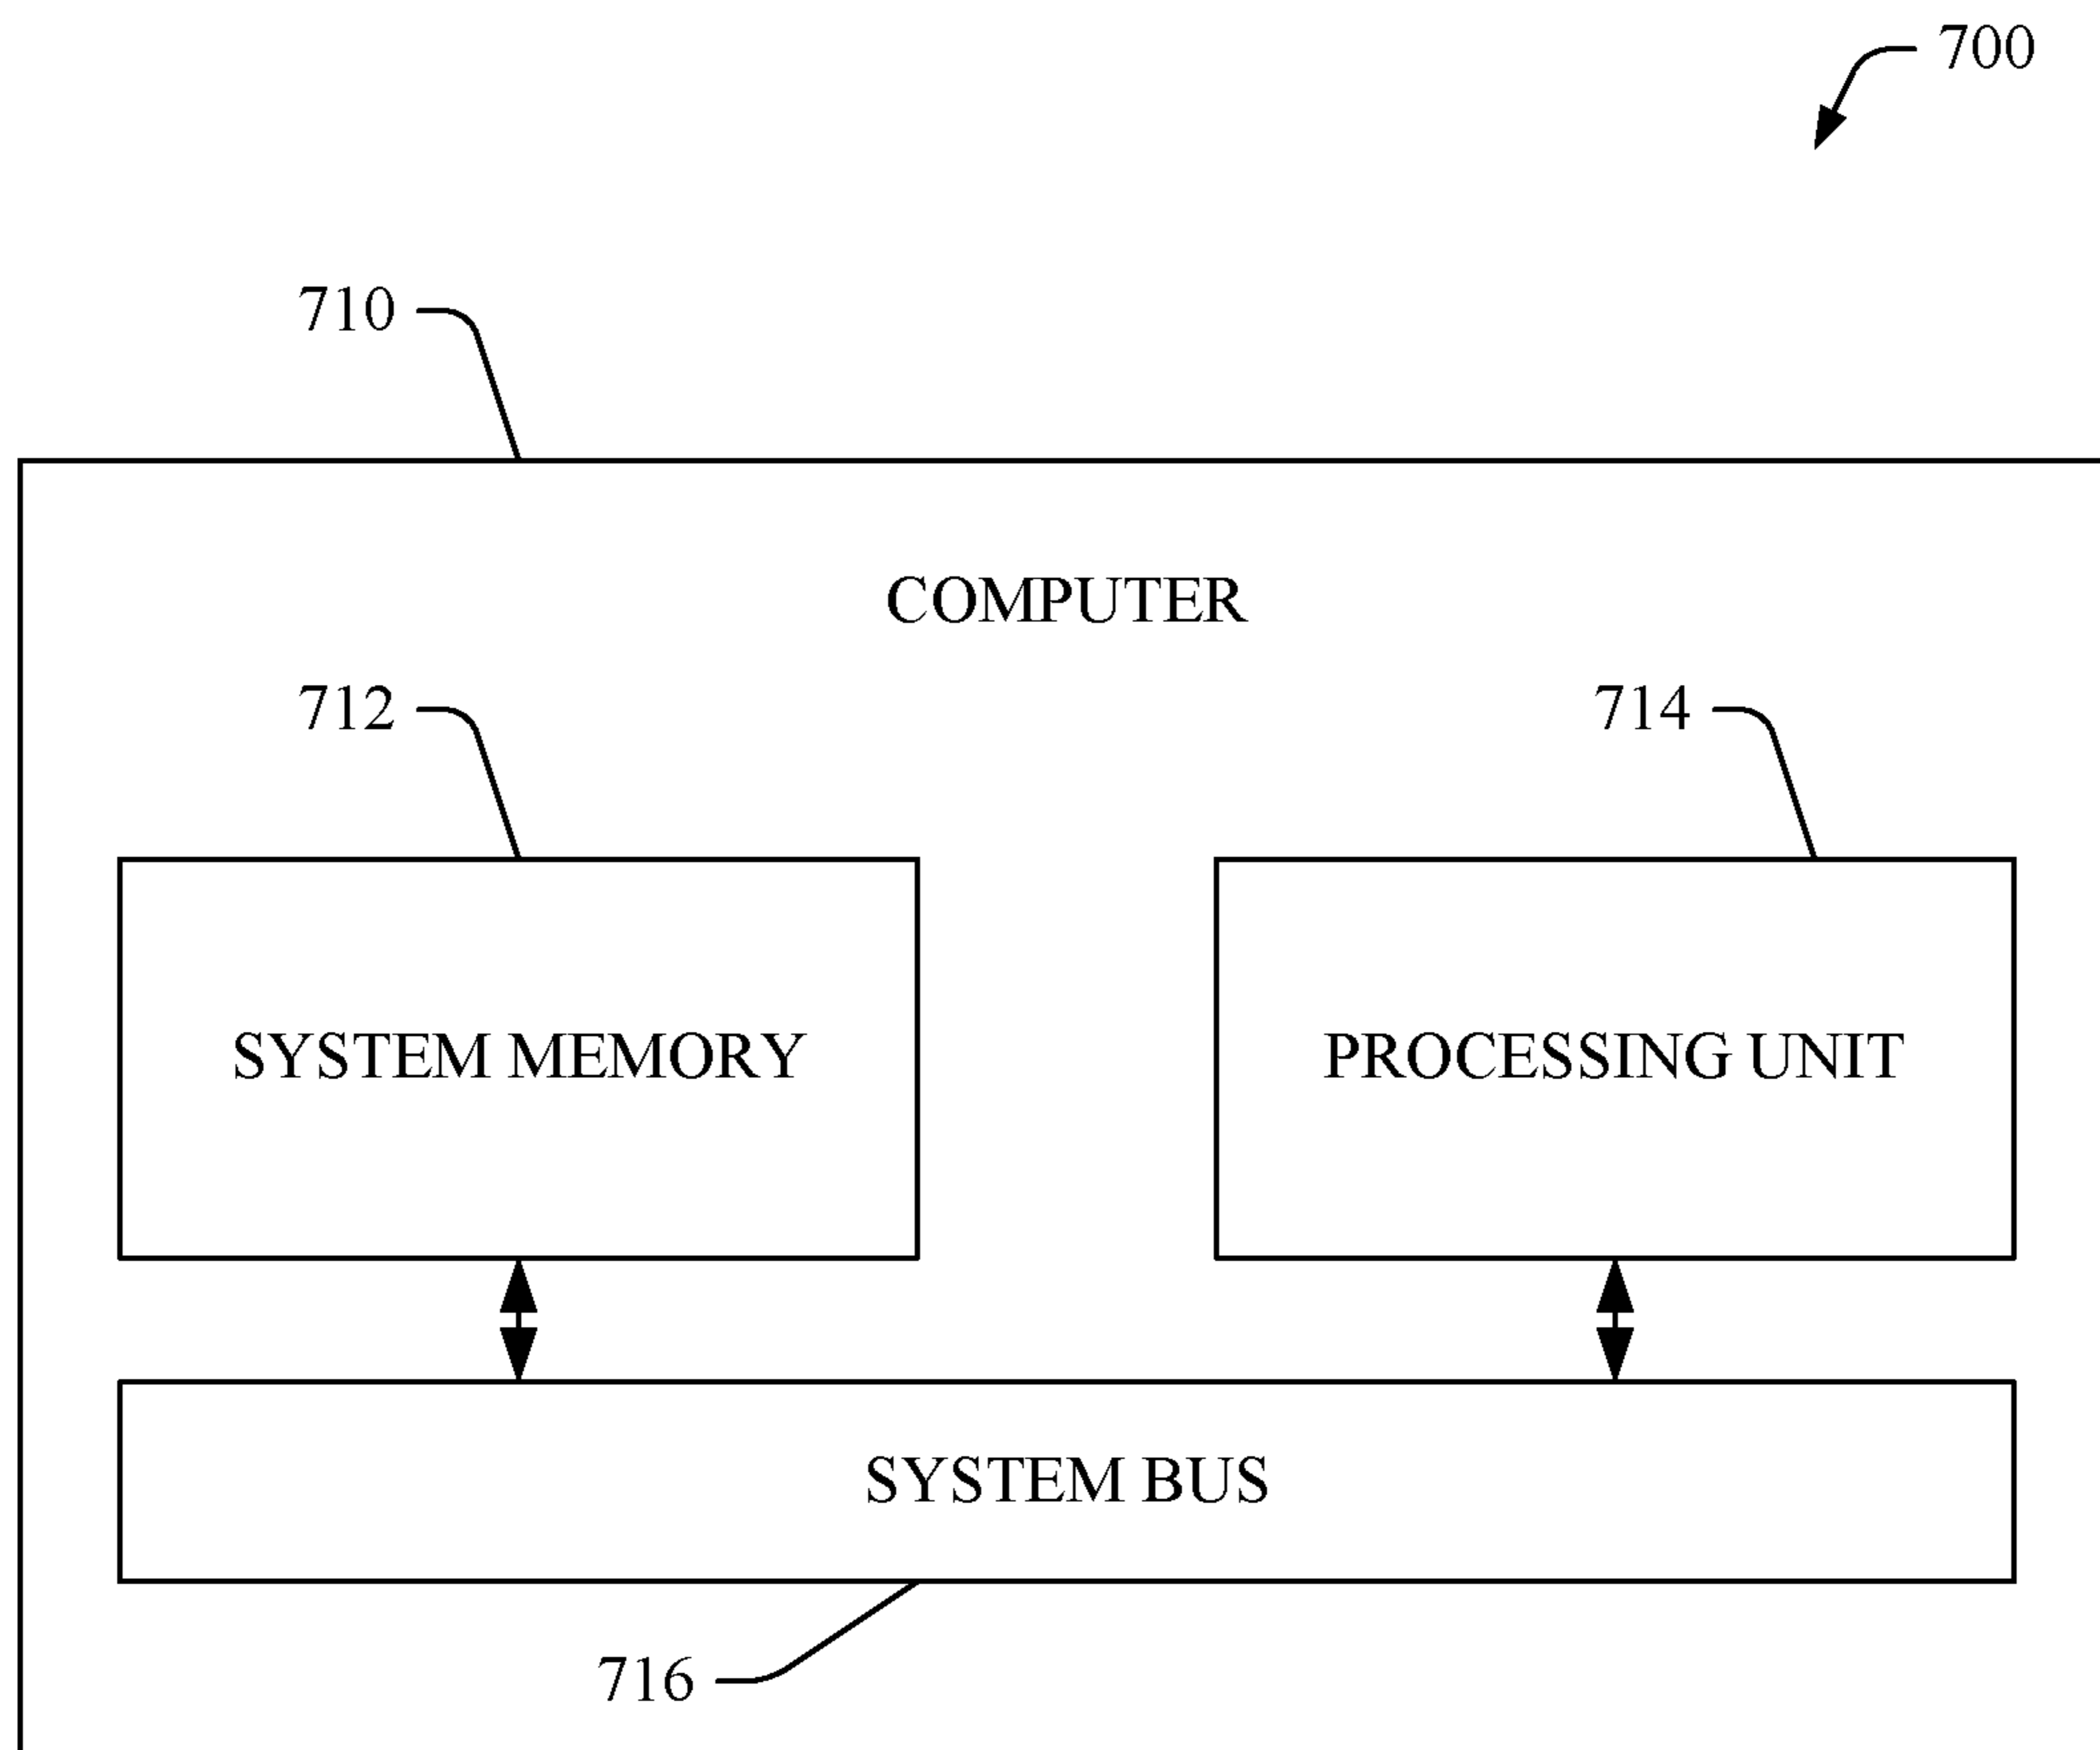 700
710
COMPUTER
712
714
SYSTEM MEMORY
PROCESSING UNIT
SYSTEM BUS
716